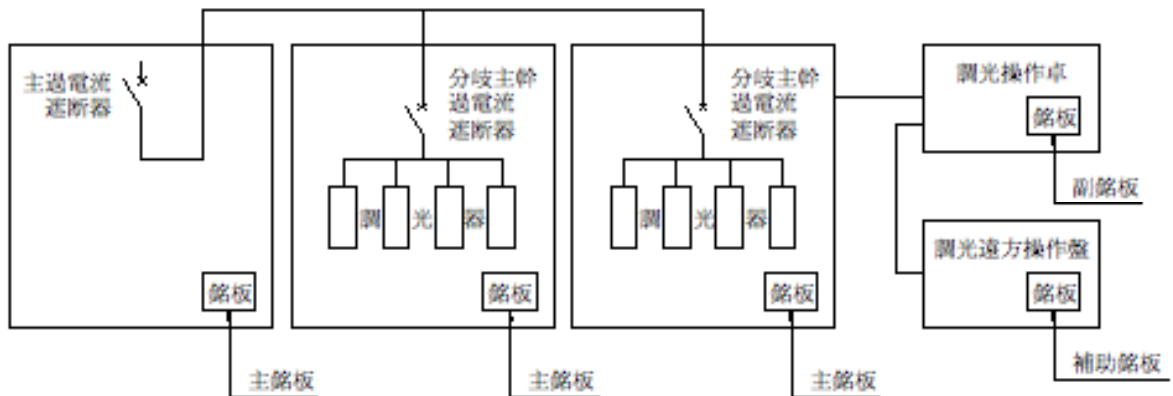 主過電流
遮断器
銘板
主銘板
分岐主幹
過電流
遮断器
調光器
銘板
主銘板
分岐主幹
過電流
遮断器
調光器
銘板
主銘板
調光操作卓
銘板
副銘板
調光遠方操作盤
銘板
補助銘板